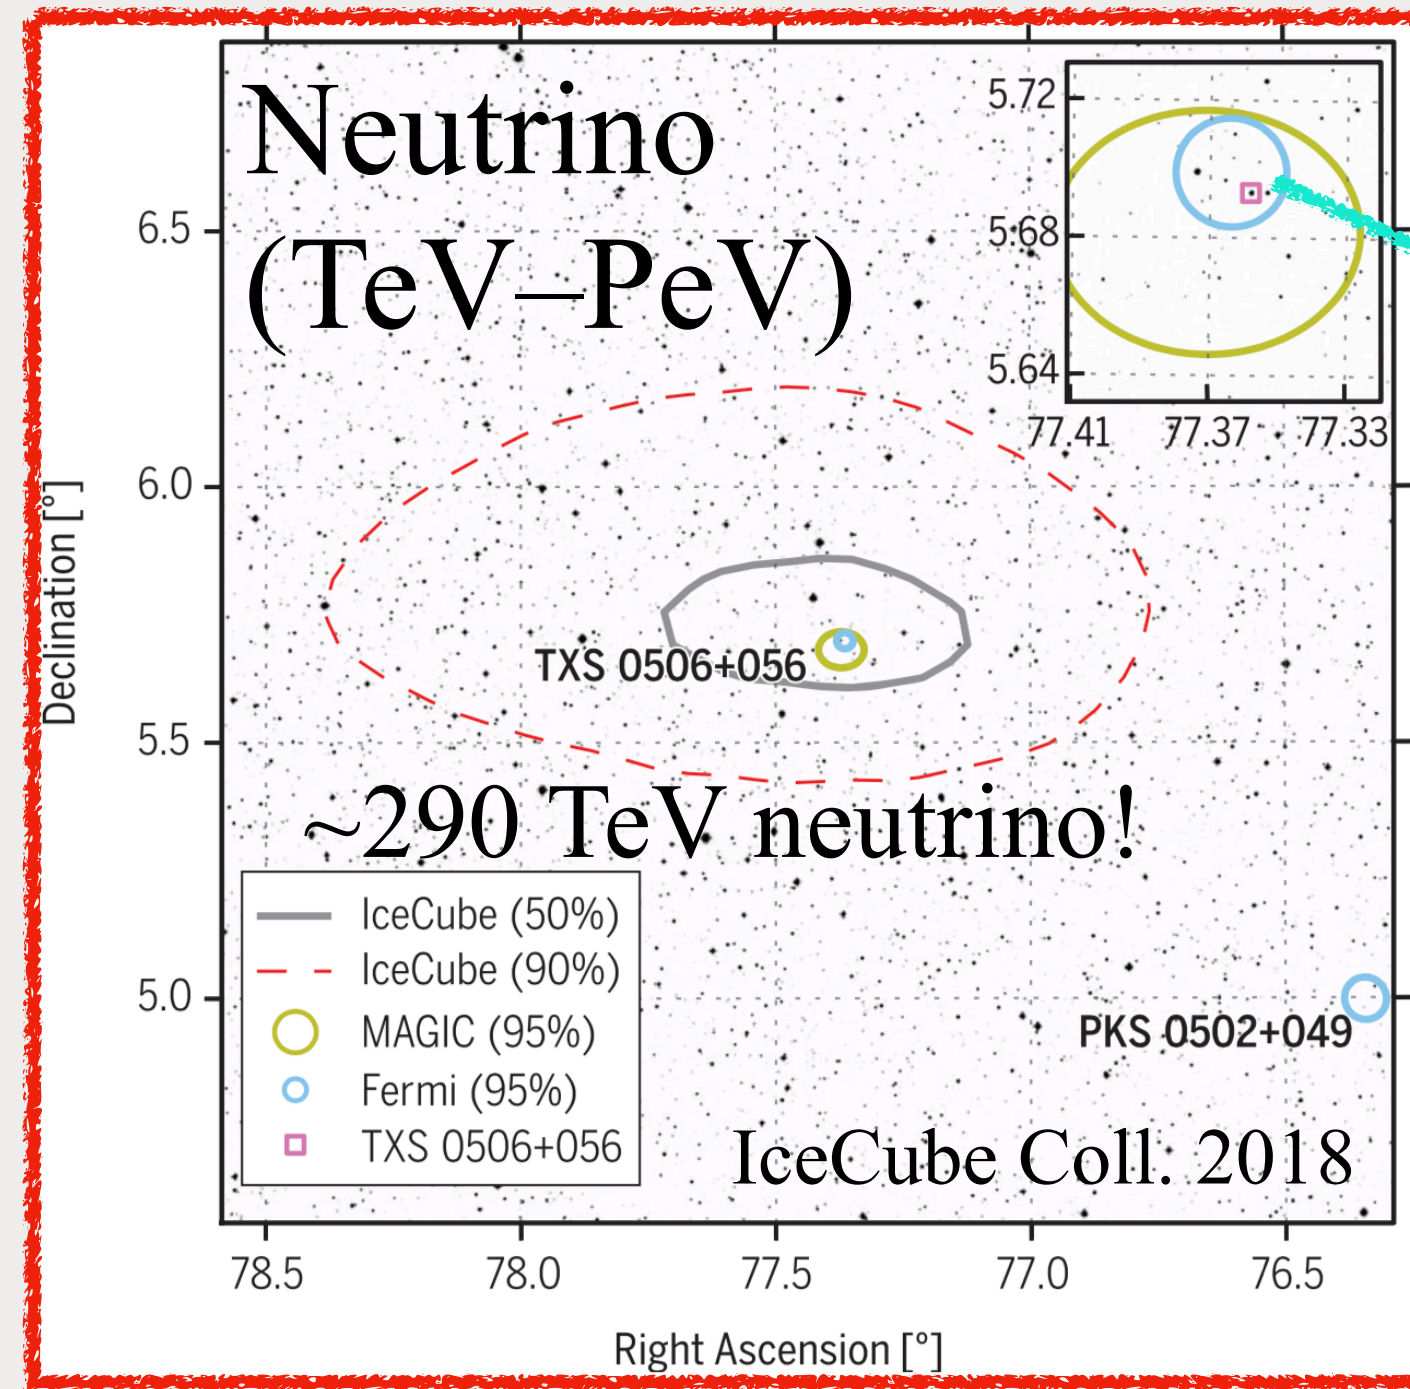 Neutrino
(TeV–PeV)
5.72
5.68
5.64
77.41 77.37 77.33
6.5
6.0
5.5
5.0
Declination [°]
TXS 0506+056
~290 TeV neutrino!
IceCube (50%)
IceCube (90%)
MAGIC (95%)
Fermi (95%)
TXS 0506+056
PKS 0502+049
IceCube Coll. 2018
78.5 78.0 77.5 77.0 76.5
Right Ascension [°]